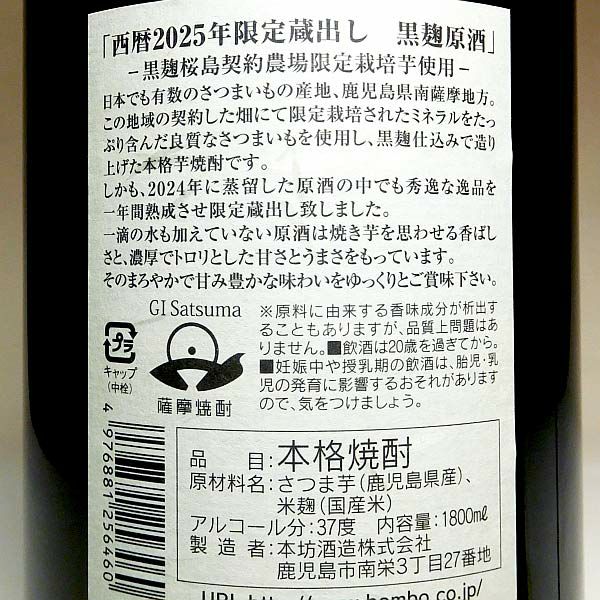 「西暦2025年限定蔵出し　黒麹原酒」
−黒麹桜島契約農場限定栽培芋使用−
日本でも有数のさつまいもの産地、鹿児島県南薩摩地方。
この地域の契約した畑にて限定栽培されたミネラルをたっ
ぷり含んだ良質なさつまいもを使用し、黒麹仕込みで造り
上げた本格芋焼酎です。
しかも、2024年に蒸留した原酒の中でも秀逸な逸品を
一年間熟成させ限定蔵出し致しました。
一滴の水も加えていない原酒は焼き芋を思わせる香ばし
さと、濃厚でトロリとした甘さとうまさをもっています。
そのまろやかで甘み豊かな味わいをゆっくりとご賞味下さい。
GI Satsuma
薩摩焼酎
プラ
キャップ
（中栓）
※原料に由来する香味成分が析出す
ることもありますが、品質上問題はあ
りません。■飲酒は20歳を過ぎてから。
■妊娠中や授乳期の飲酒は、胎児・乳
児の発育に影響するおそれがあります
ので、気をつけましょう。
4 976881 256460
品　　目：本格焼酎
原材料名：さつま芋（鹿児島県産）、
米麹（国産米）
アルコール分：37度　内容量：1800ml
製　造　者：本坊酒造株式会社
鹿児島市南栄3丁目27番地